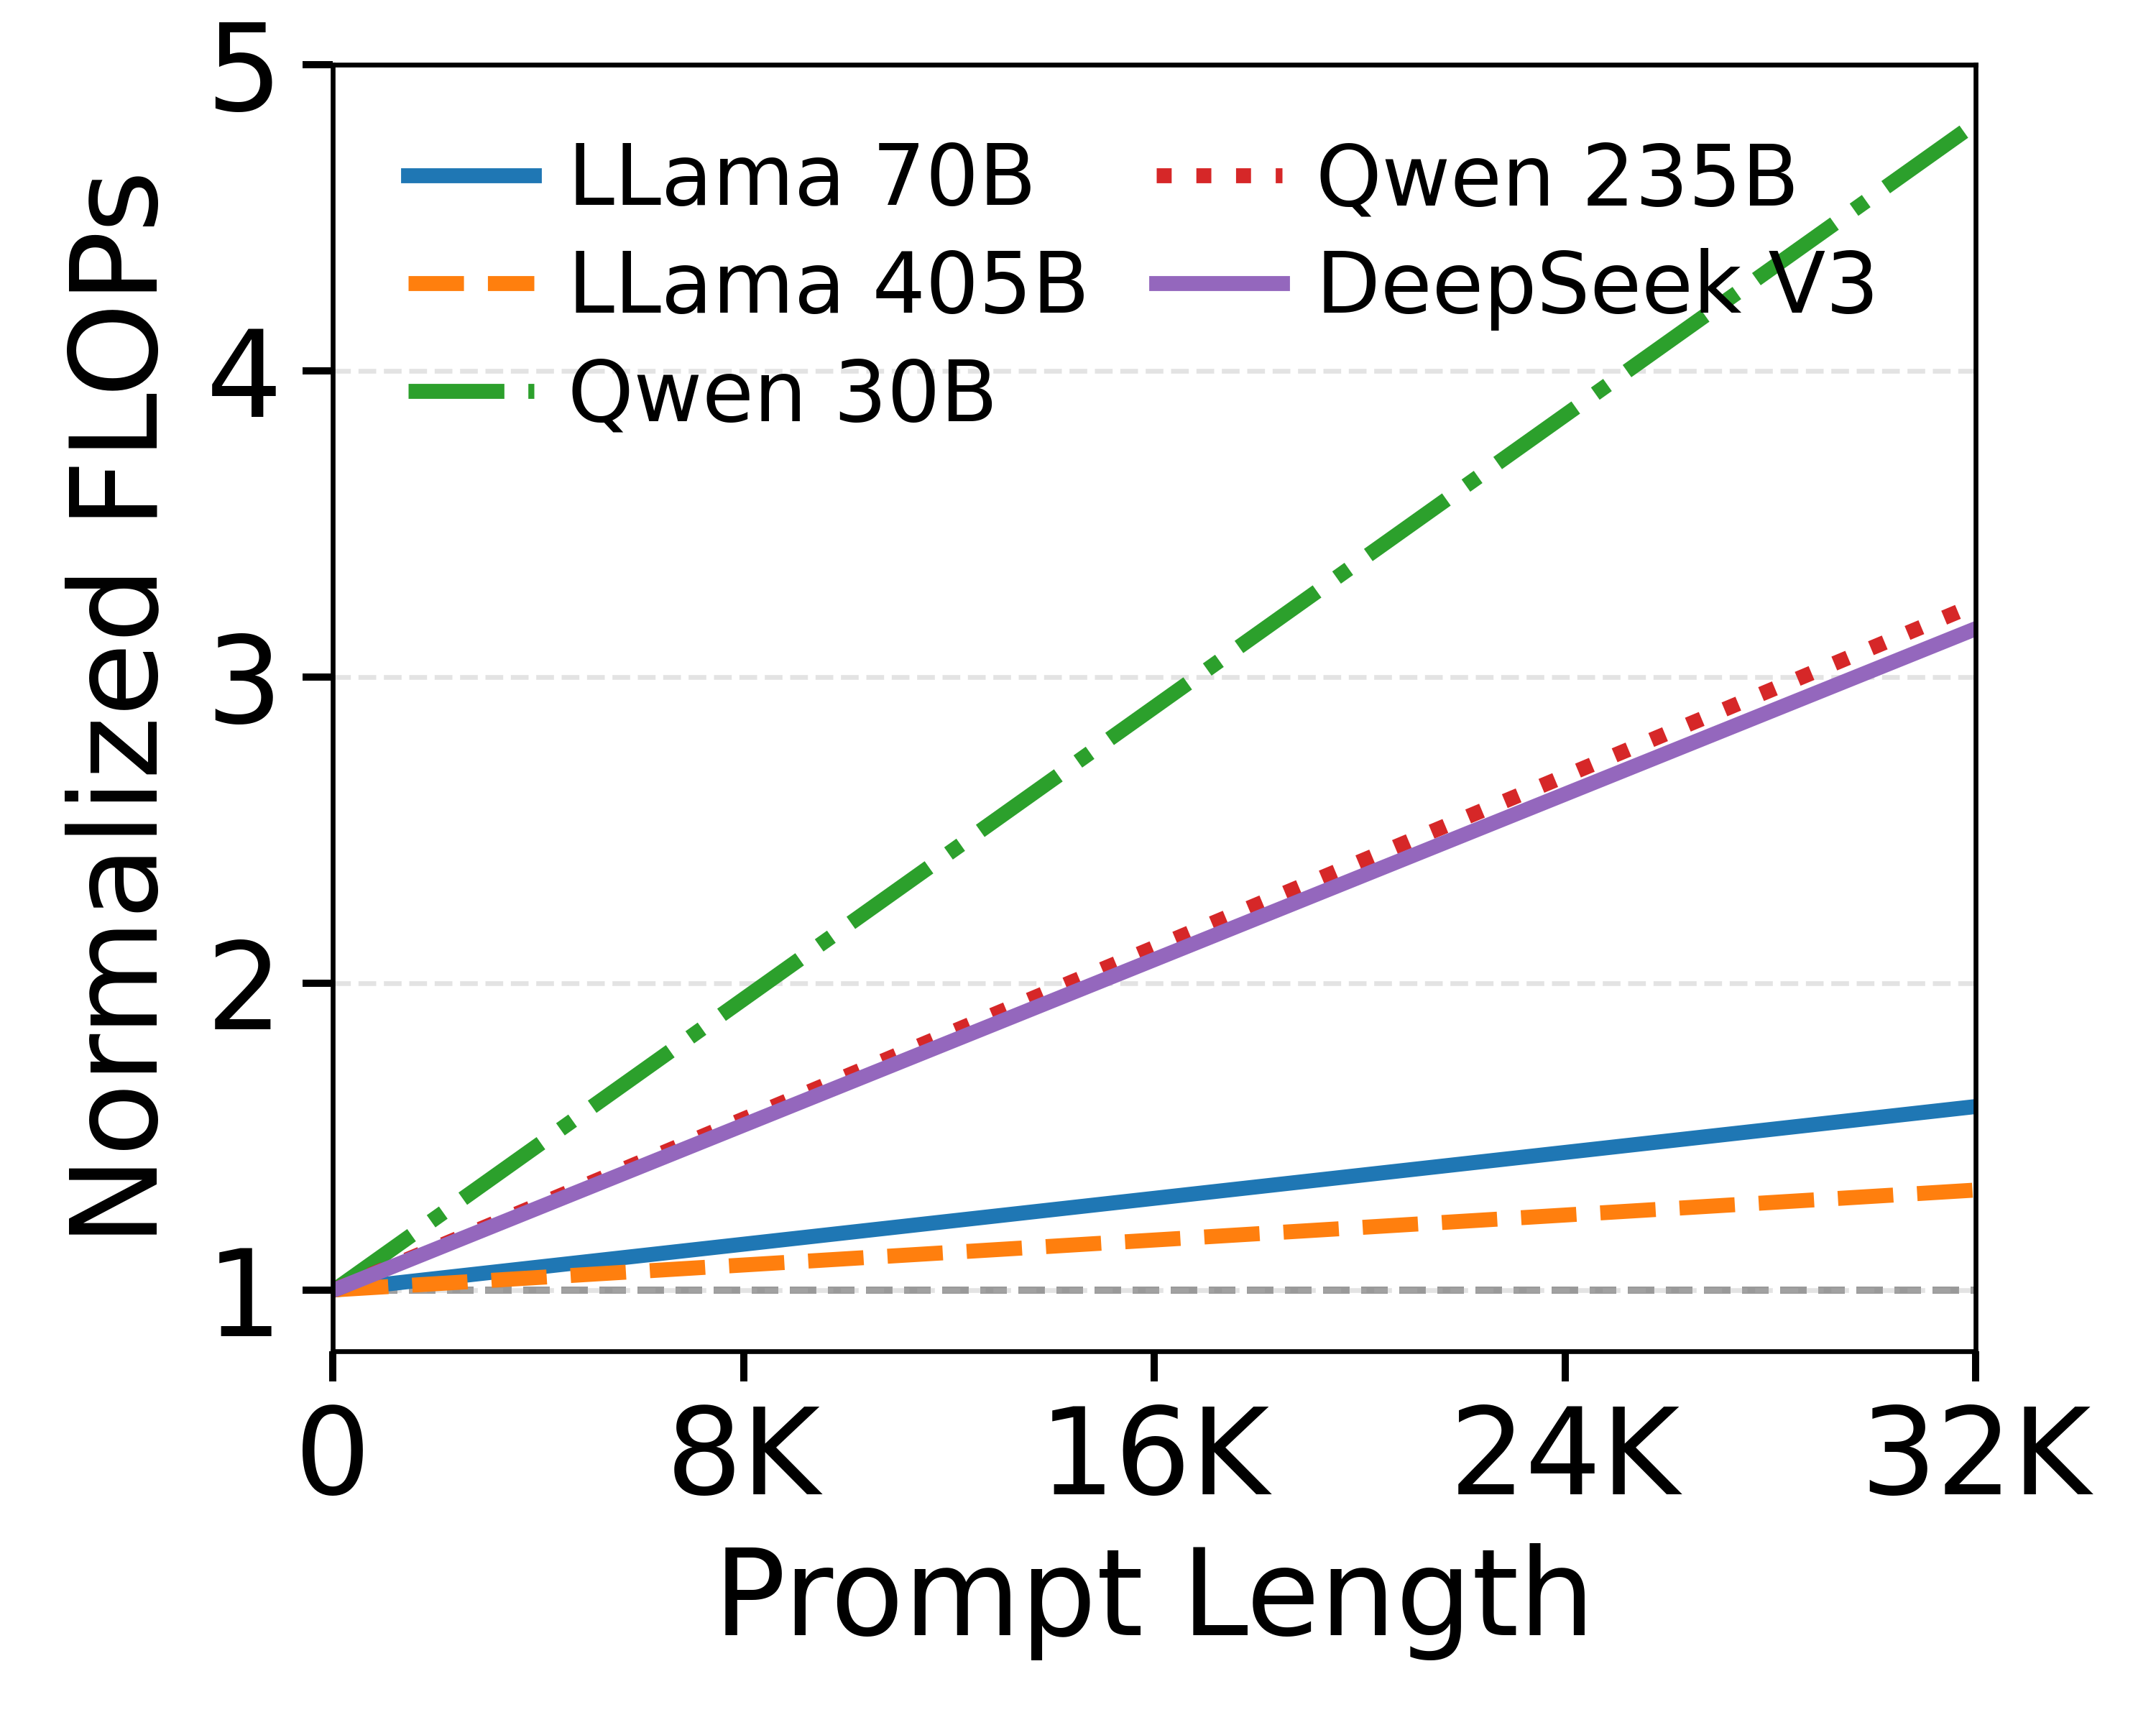 Normalized FLOPs
5
4
3
2
1
LLama 70B
LLama 405B
Qwen 30B
Qwen 235B
DeepSeek V3
0 8K 16K 24K 32K
Prompt Length